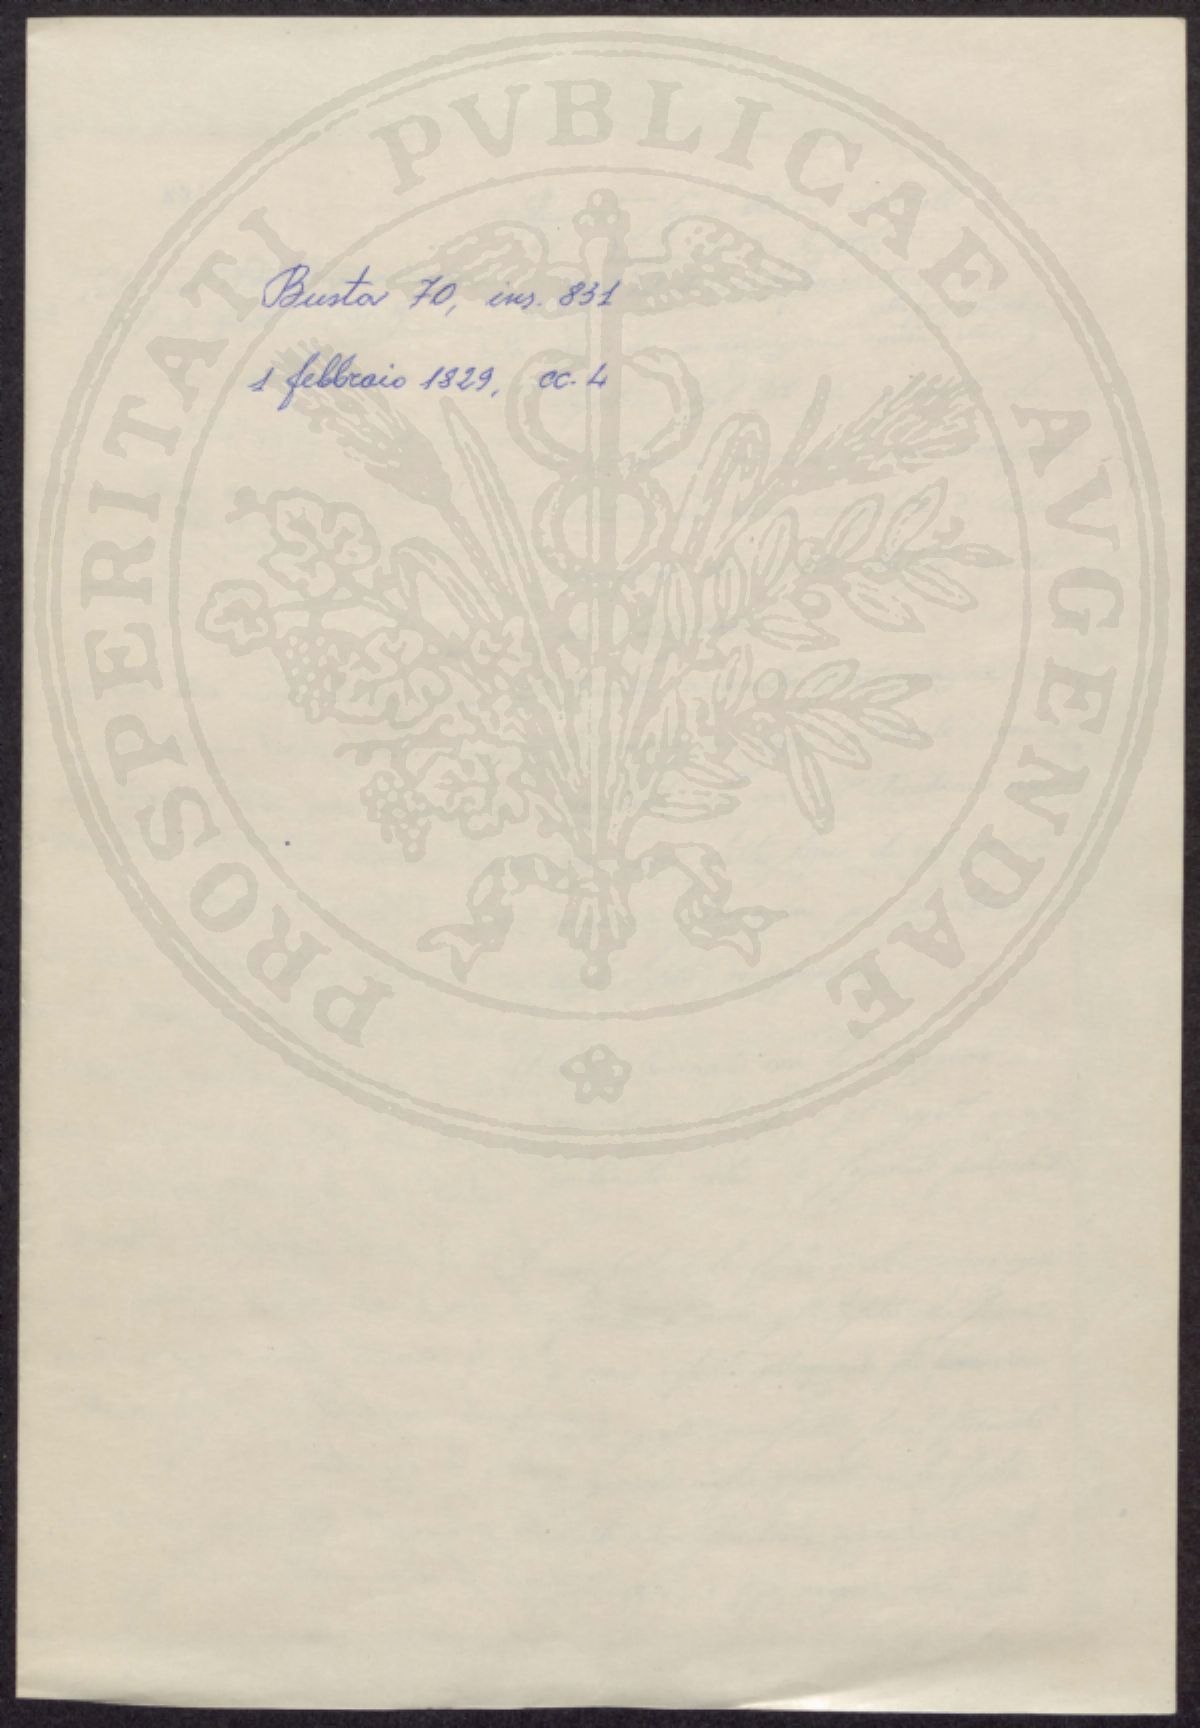 PROSPERITATI PVBLICAE AVGENDAE
Busta 70, ins. 831
1 febbraio 1829, cc. 4